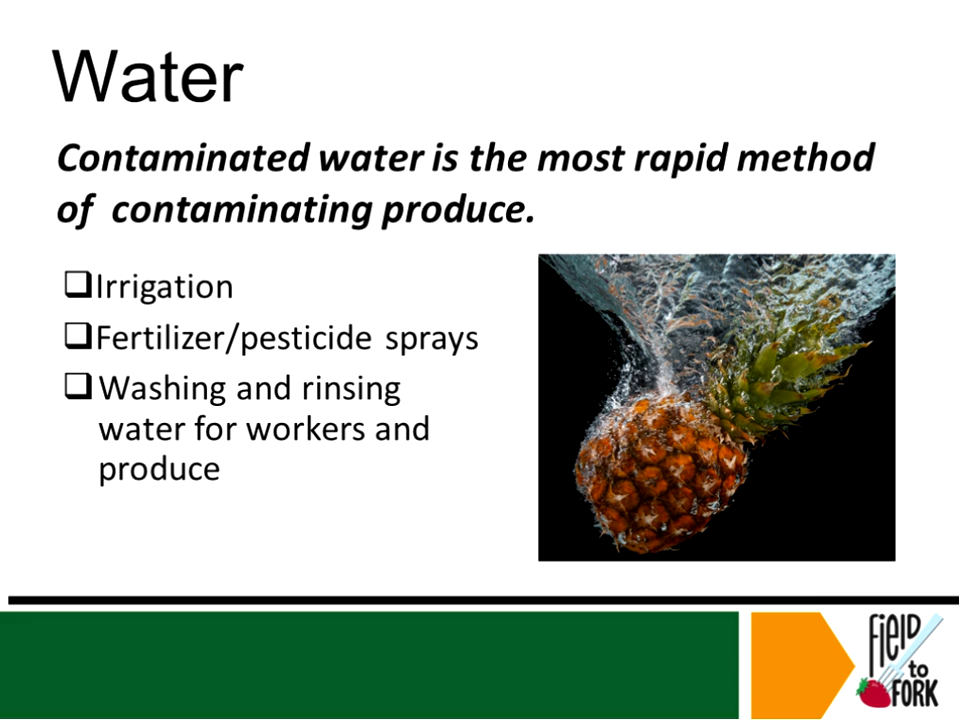 Water
Contaminated water is the most rapid method
of  contaminating produce.
❑Irrigation
❑Fertilizer/pesticide sprays
❑Washing and rinsing
water for workers and
produce
FieLD
to
FORK